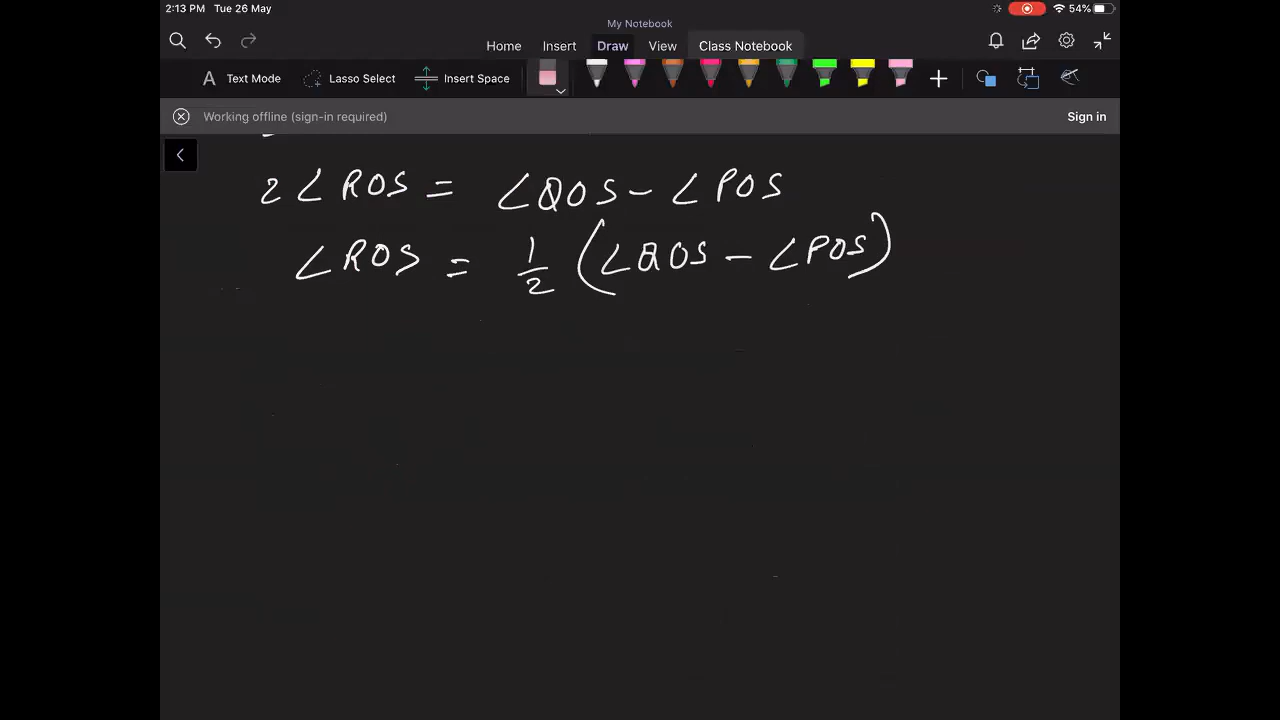 2:13 PM Tue 26 May
54%
My Notebook
Home Insert Draw View Class Notebook
A Text Mode Lasso Select Insert Space
Working offline (sign-in required) Sign in
2∠ROS = ∠QOS - ∠POS
∠ROS = 1/2 (∠QOS - ∠POS)